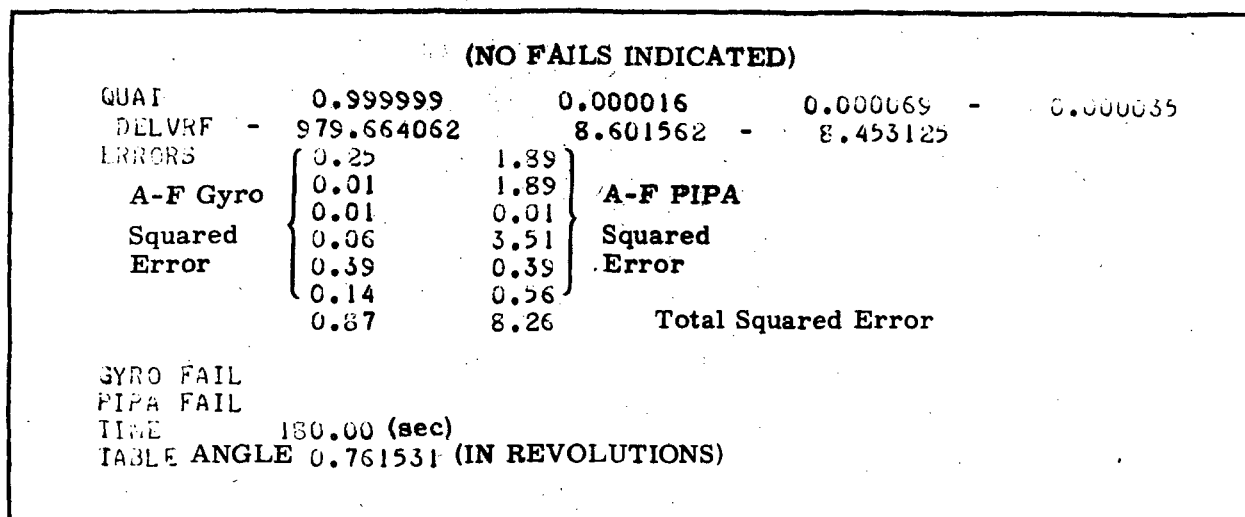 (NO FAILS INDICATED)
QUAT 0.999999 0.000016 0.000069 - 0.000035
DELVRF - 979.664062 8.601562 - 8.453125
ERRORS 0.25 1.89
A-F Gyro 0.01 1.89 A-F PIPA
0.01 0.01
Squared 0.06 3.51 Squared
Error 0.39 0.39 Error
0.14 0.56
0.87 8.26 Total Squared Error
GYRO FAIL
PIPA FAIL
TIME 180.00 (sec)
TABLE ANGLE 0.761531 (IN REVOLUTIONS)